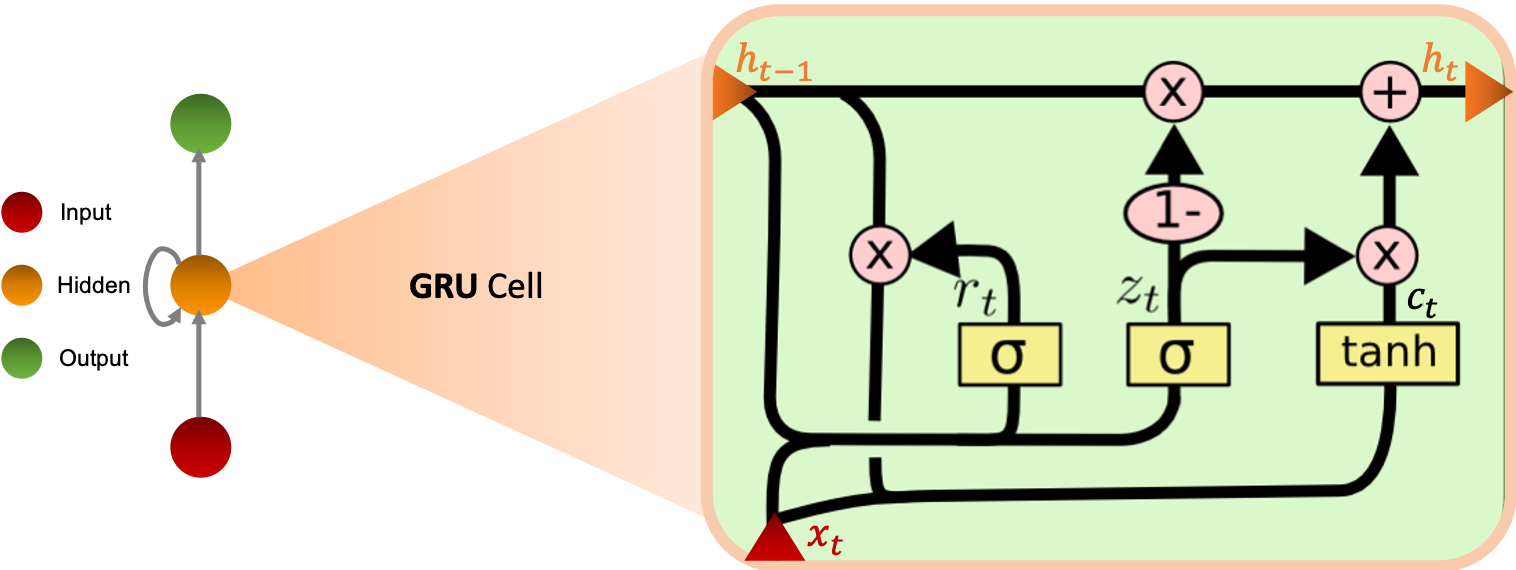 Input
Hidden
Output
GRU Cell
h_{t-1}
h_t
x
+
1-
x
x
r_t
z_t
c_t
σ
σ
tanh
x_t